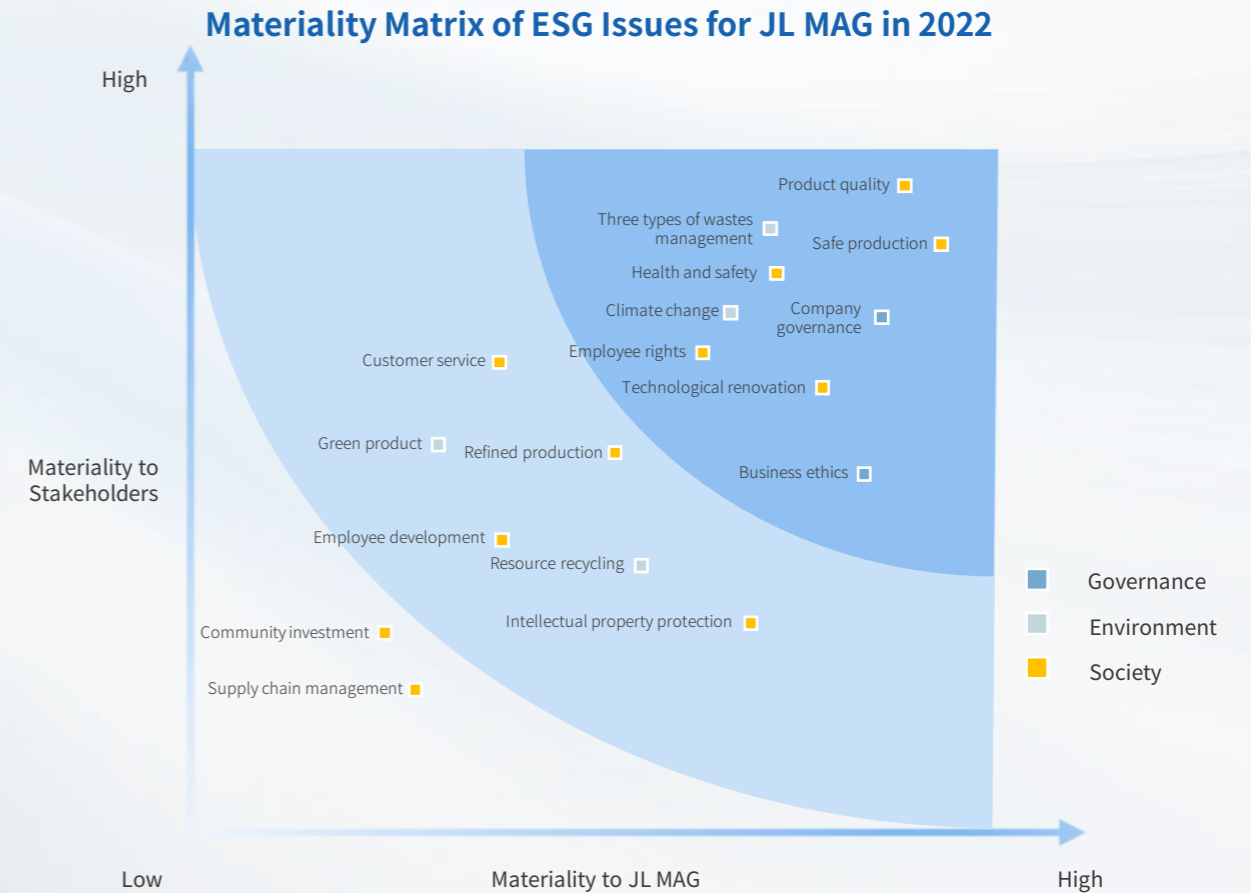 Materiality Matrix of ESG Issues for JL MAG in 2022
High
Product quality
Three types of wastes
management
Safe production
Health and safety
Climate change
Company
governance
Employee rights
Customer service
Technological renovation
Green product
Refined production
Materiality to
Stakeholders
Business ethics
Employee development
Resource recycling
Governance
Intellectual property protection
Environment
Community investment
Society
Supply chain management
Low
Materiality to JL MAG
High